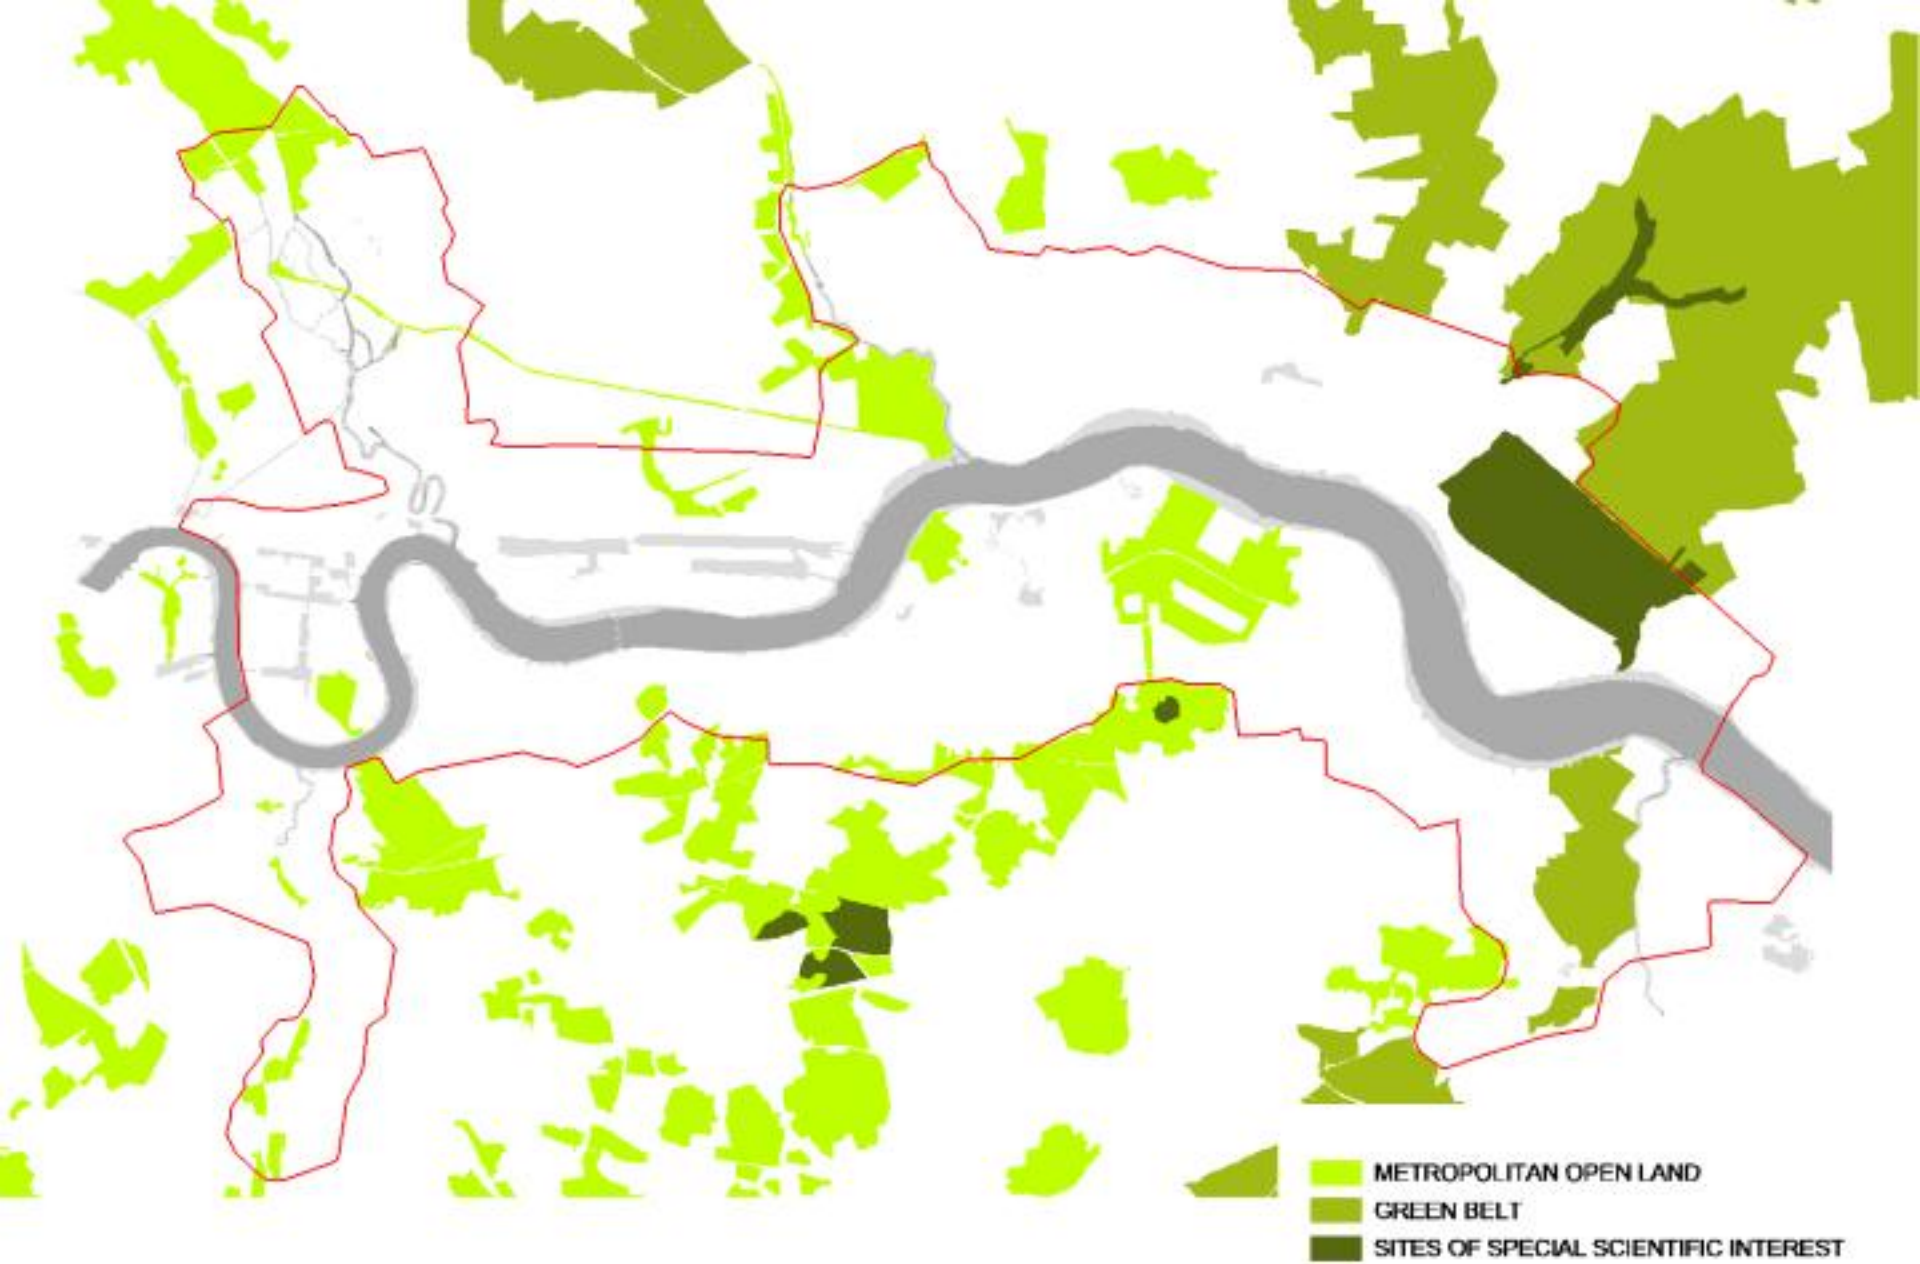 METROPOLITAN OPEN LAND
GREEN BELT
SITES OF SPECIAL SCIENTIFIC INTEREST